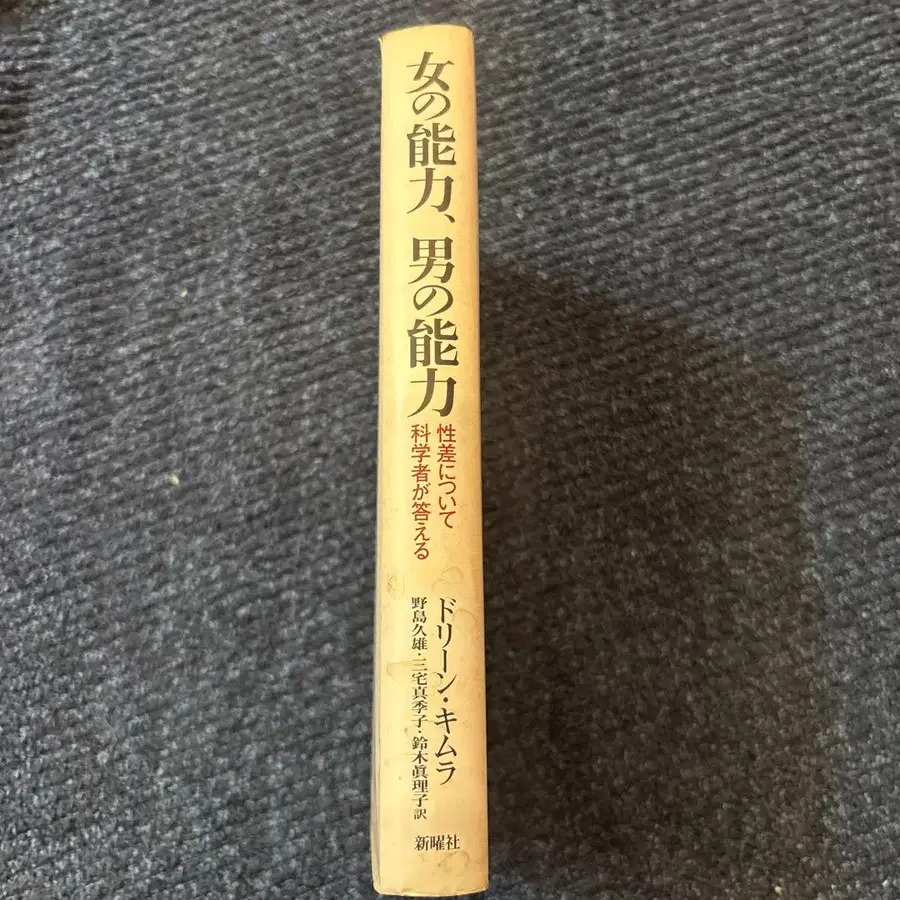 女の能力、男の能力
性差について
科学者が答える
ドリーン・キムラ
野島久雄・三宅真季子・鈴木眞理子 訳
新曜社